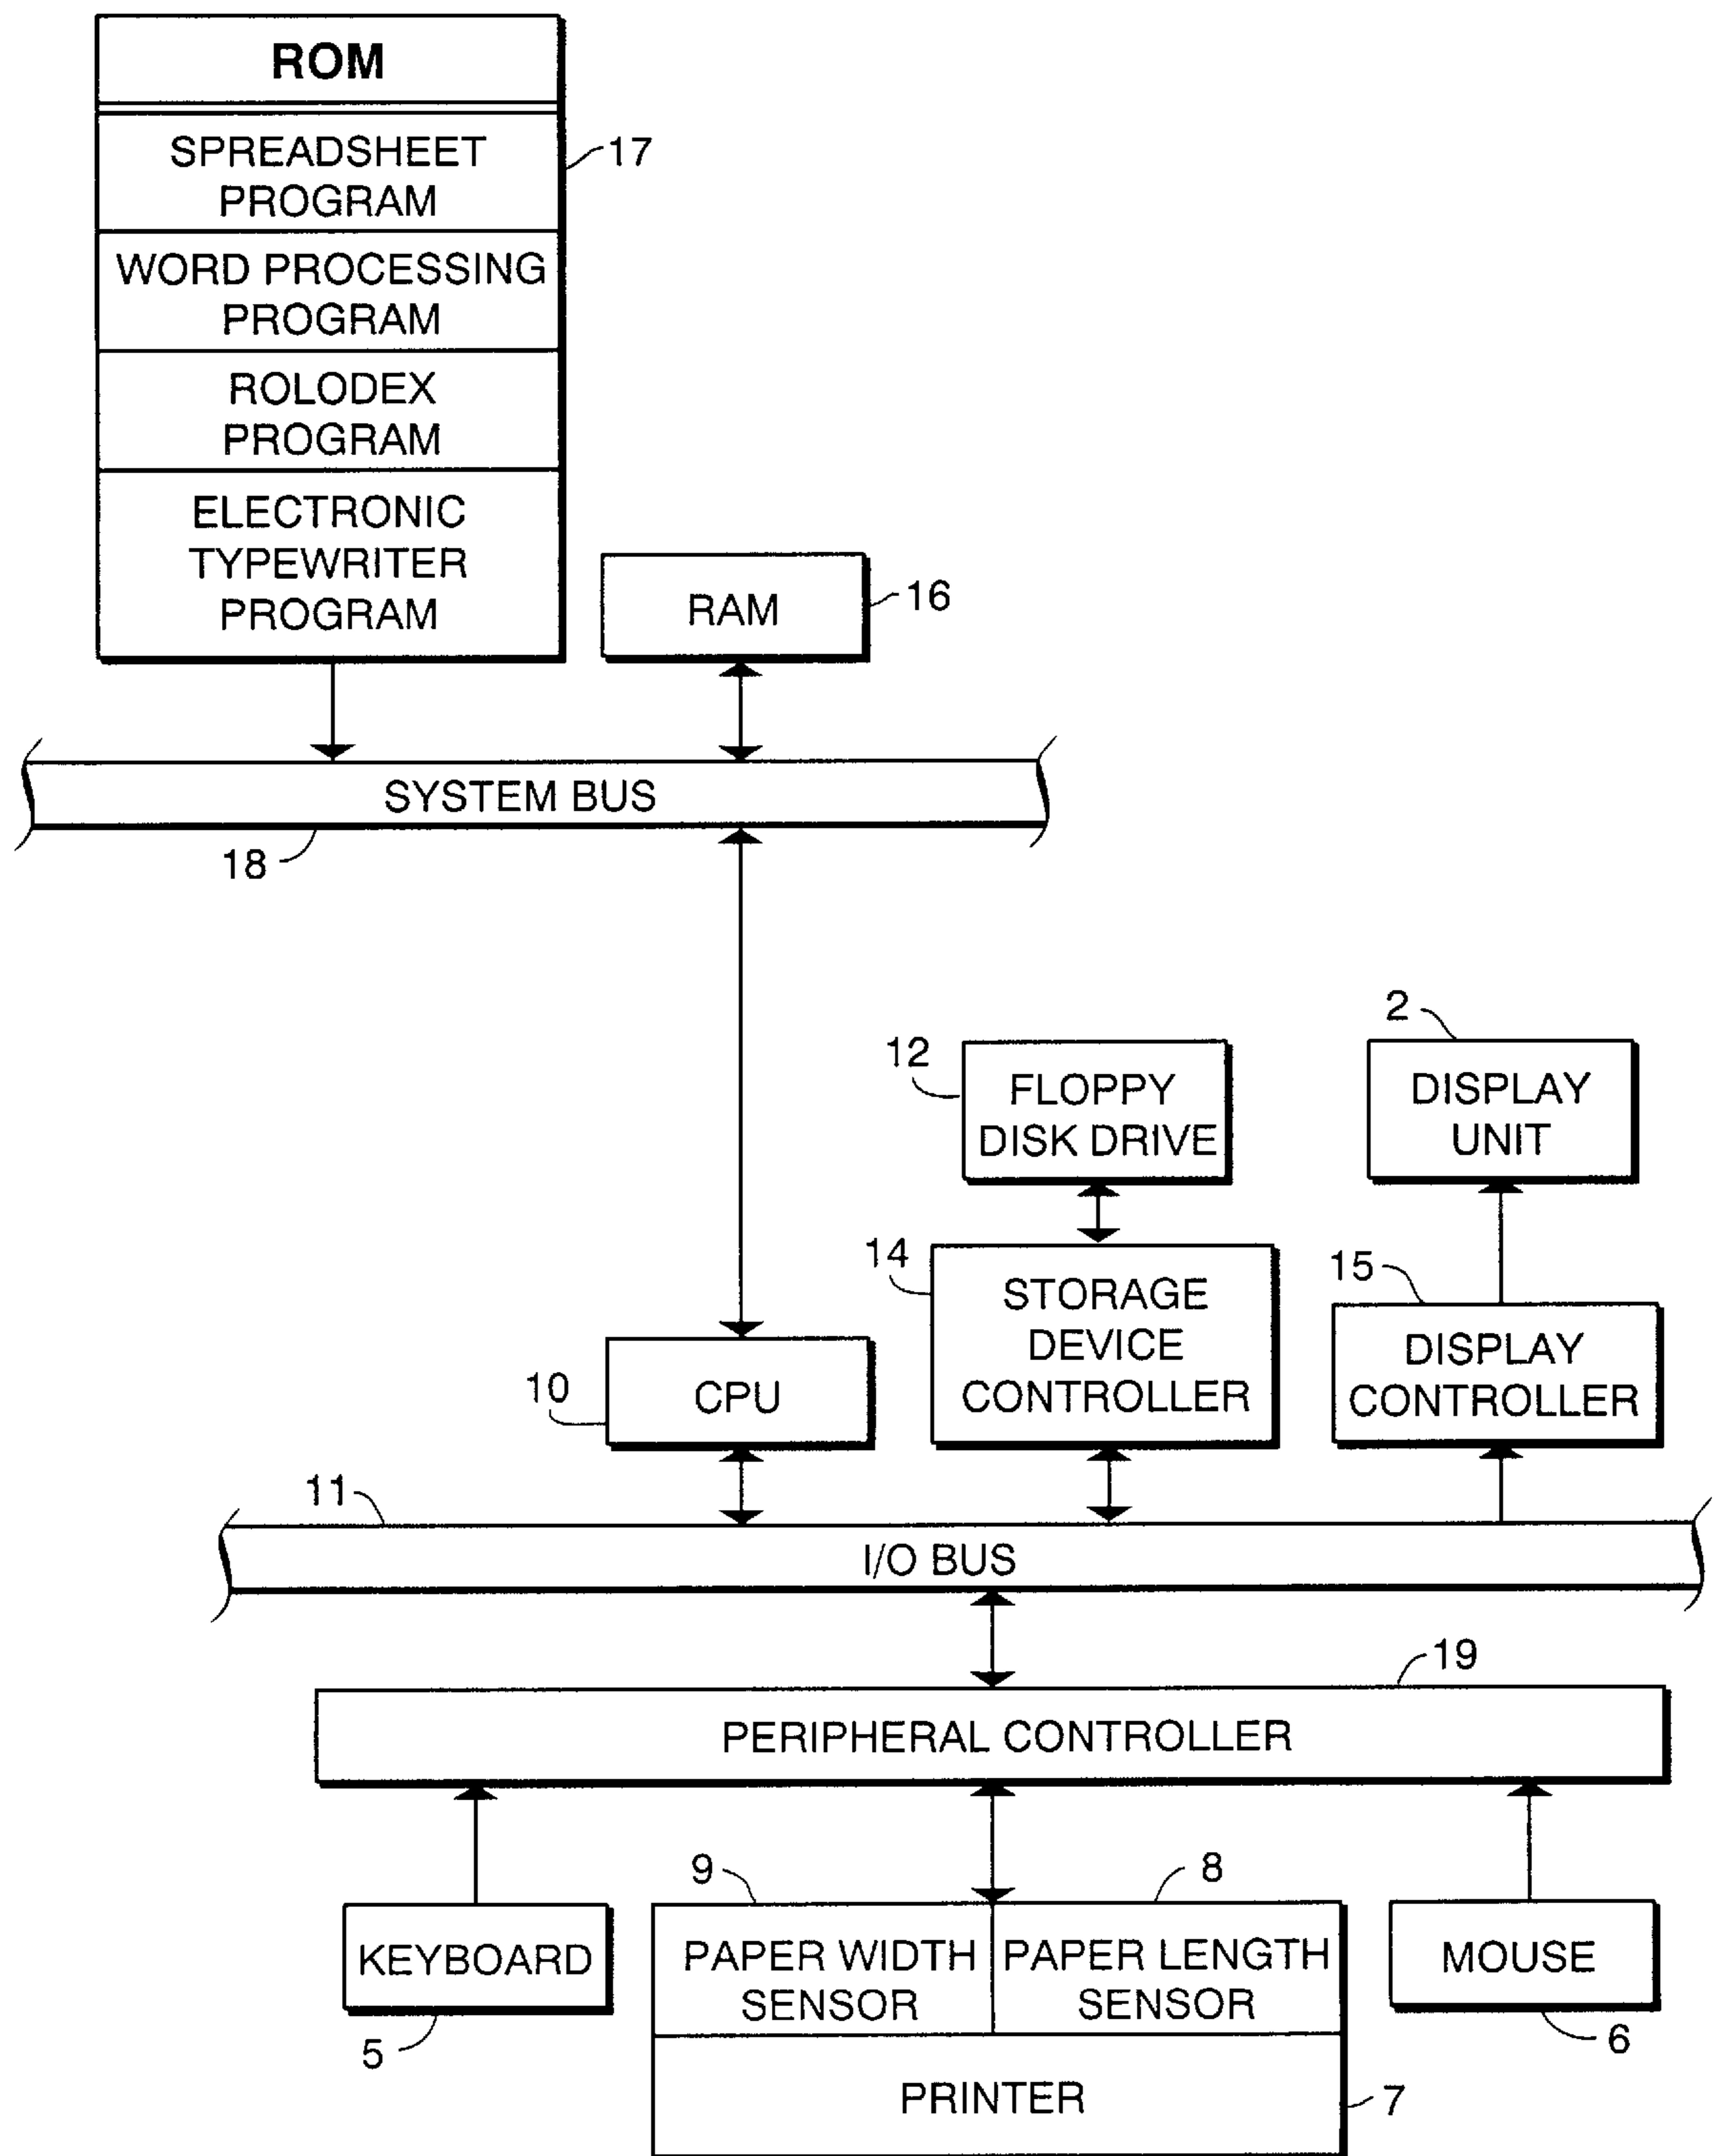 ROM
SPREADSHEET
PROGRAM
17
WORD PROCESSING
PROGRAM
ROLODEX
PROGRAM
ELECTRONIC
TYPEWRITER
PROGRAM
RAM
16
SYSTEM BUS
18
2
12
FLOPPY
DISK DRIVE
DISPLAY
UNIT
14
STORAGE
DEVICE
CONTROLLER
15
DISPLAY
CONTROLLER
10
CPU
11
I/O BUS
19
PERIPHERAL CONTROLLER
9
8
KEYBOARD
5
PAPER WIDTH
SENSOR
PAPER LENGTH
SENSOR
MOUSE
6
PRINTER
7